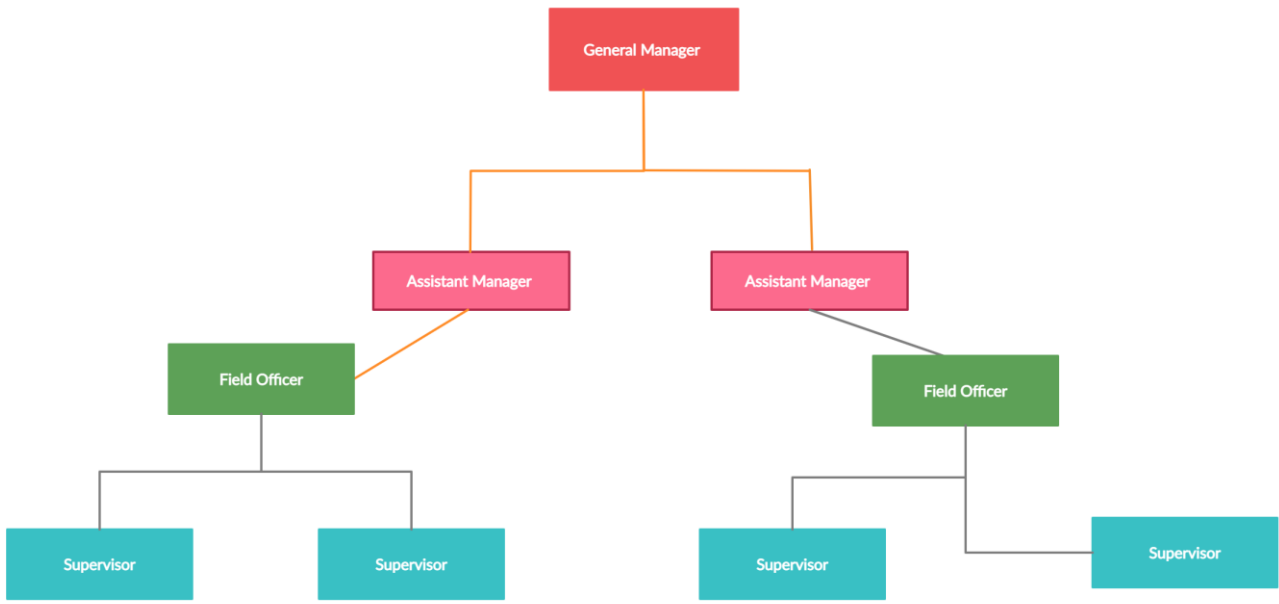 General Manager
Assistant Manager
Assistant Manager
Field Officer
Field Officer
Supervisor
Supervisor
Supervisor
Supervisor